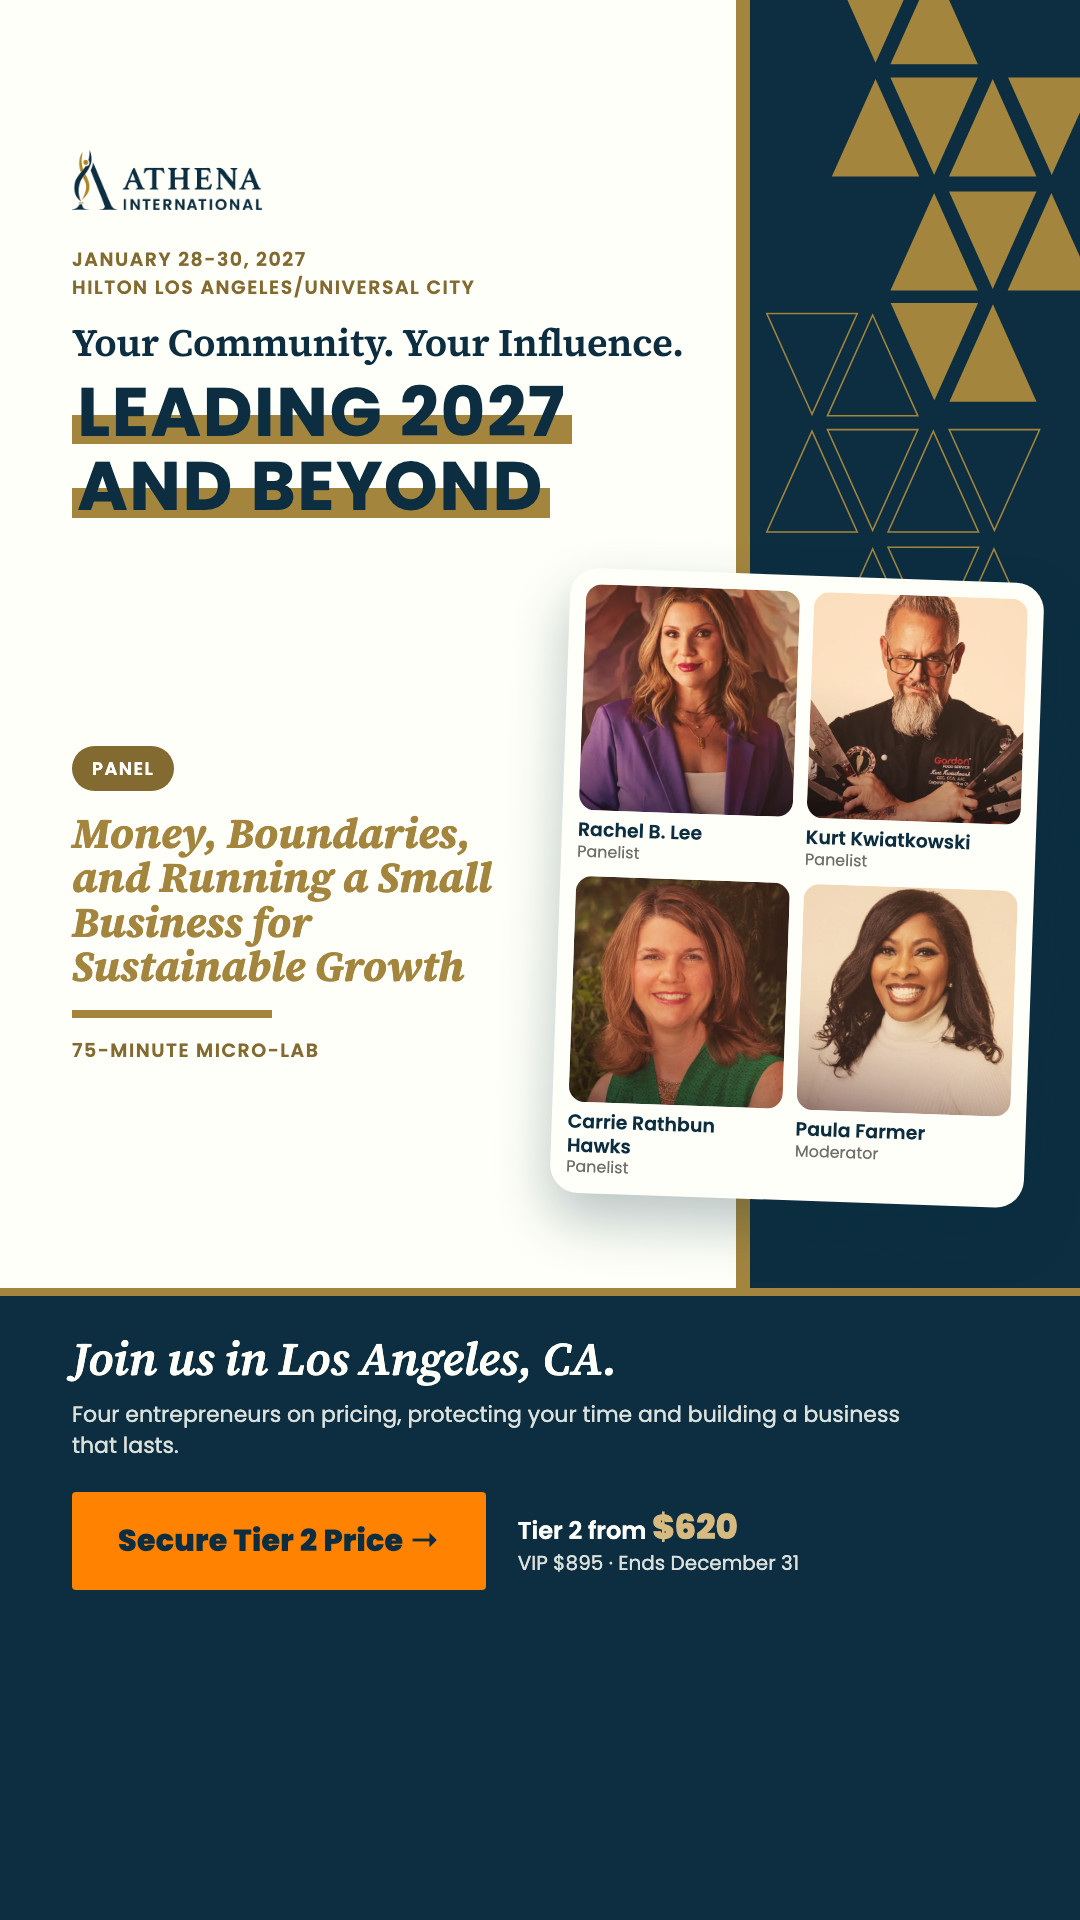 ATHENA
INTERNATIONAL
JANUARY 28-30, 2027
HILTON LOS ANGELES/UNIVERSAL CITY
Your Community. Your Influence.
LEADING 2027
AND BEYOND
PANEL
Money, Boundaries,
and Running a Small
Business for
Sustainable Growth
75-MINUTE MICRO-LAB
Gordon
Rachel B. Lee
Panelist
Kurt Kwiatkowski
Panelist
Carrie Rathbun
Hawks
Panelist
Paula Farmer
Moderator
Join us in Los Angeles, CA.
Four entrepreneurs on pricing, protecting your time and building a business
that lasts.
Secure Tier 2 Price →
Tier 2 from $620
VIP $895 · Ends December 31